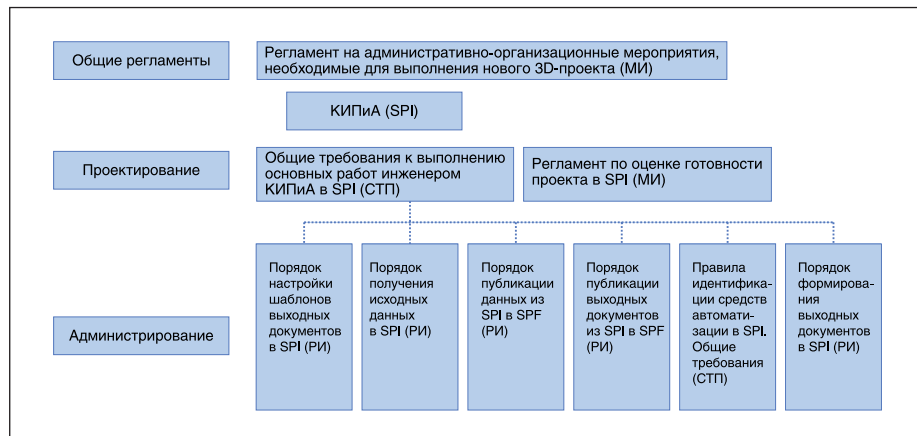 Общие регламенты
Регламент на административно-организационные мероприятия,
необходимые для выполнения нового 3D-проекта (МИ)
КИПиА (SPI)
Проектирование
Общие требования к выполнению
основных работ инженером
КИПиА в SPI (СТП)
Регламент по оценке готовности
проекта в SPI (МИ)
Администрирование
Порядок
настройки
шаблонов
выходных
документов
в SPI (РИ)
Порядок
получения
исходных
данных
в SPI (РИ)
Порядок
публикации
данных из
SPI в SPF
(РИ)
Порядок
публикации
выходных
документов
из SPI в SPF
(РИ)
Правила
идентифика-
ции средств
автомати-
зации в SPI.
Общие
требования
(СТП)
Порядок
формирова-
ния
выходных
документов
в SPI (РИ)